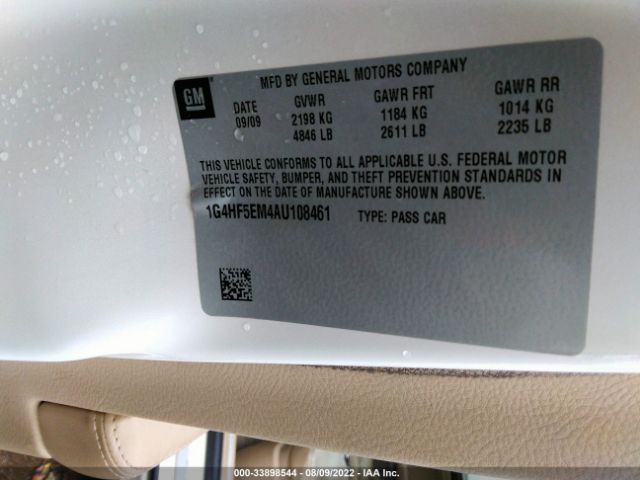 GM
MFD BY GENERAL MOTORS COMPANY
DATE GVWR GAWR FRT GAWR RR
09/09 2198 KG 1184 KG 1014 KG
4846 LB 2611 LB 2235 LB
THIS VEHICLE CONFORMS TO ALL APPLICABLE U.S. FEDERAL MOTOR
VEHICLE SAFETY, BUMPER, AND THEFT PREVENTION STANDARDS IN
EFFECT ON THE DATE OF MANUFACTURE SHOWN ABOVE.
1G4HF5EM4AU108461 TYPE: PASS CAR
000-33898544 - 08/09/2022 - IAA Inc.